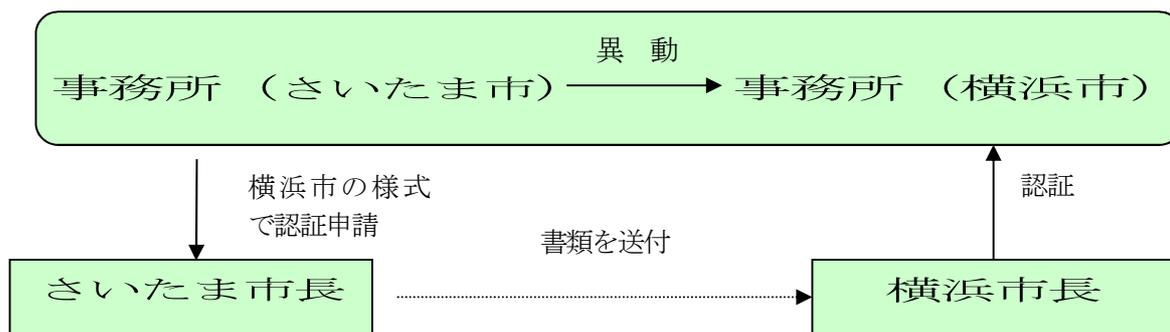 異 動
事務所（さいたま市） 事務所（横浜市）
横浜市の様式
で認証申請
認証
書類を送付
さいたま市長 横浜市長